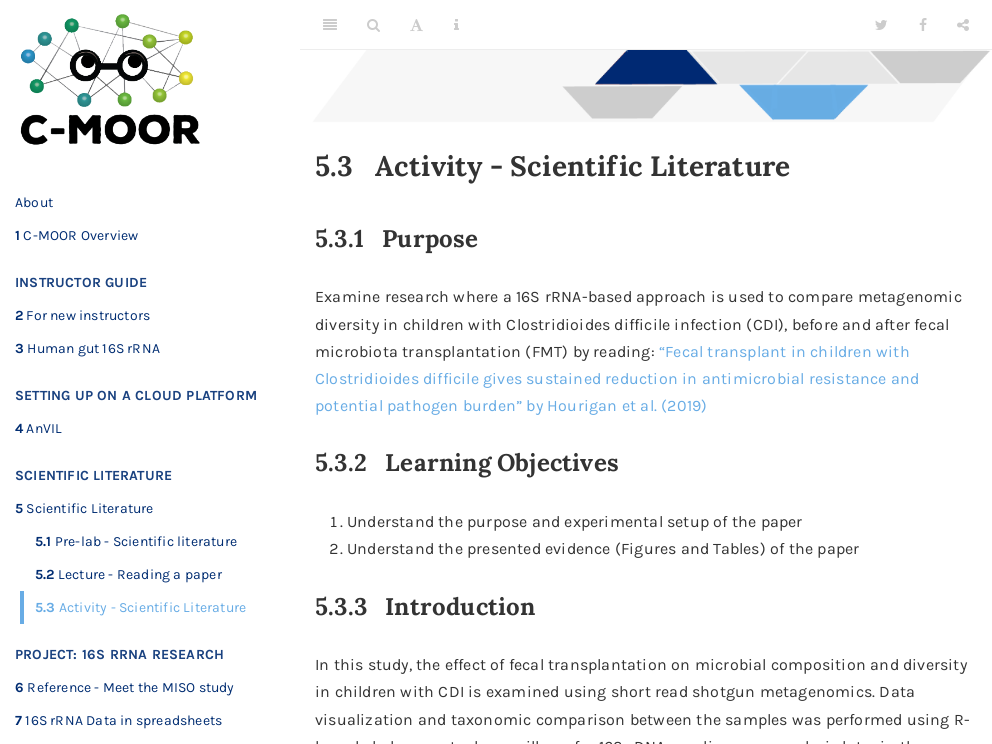 C-MOOR
About
1 C-MOOR Overview
INSTRUCTOR GUIDE
2 For new instructors
3 Human gut 16S rRNA
SETTING UP ON A CLOUD PLATFORM
4 AnVIL
SCIENTIFIC LITERATURE
5 Scientific Literature
5.1 Pre-lab - Scientific literature
5.2 Lecture - Reading a paper
5.3 Activity - Scientific Literature
PROJECT: 16S RRNA RESEARCH
6 Reference - Meet the MISO study
7 16S rRNA Data in spreadsheets
A
5.3 Activity - Scientific Literature
5.3.1 Purpose
Examine research where a 16S rRNA-based approach is used to compare metagenomic
diversity in children with Clostridioides difficile infection (CDI), before and after fecal
microbiota transplantation (FMT) by reading: “Fecal transplant in children with
Clostridioides difficile gives sustained reduction in antimicrobial resistance and
potential pathogen burden” by Hourigan et al. (2019)
5.3.2 Learning Objectives
1. Understand the purpose and experimental setup of the paper
2. Understand the presented evidence (Figures and Tables) of the paper
5.3.3 Introduction
In this study, the effect of fecal transplantation on microbial composition and diversity
in children with CDI is examined using short read shotgun metagenomics. Data
visualization and taxonomic comparison between the samples was performed using R-